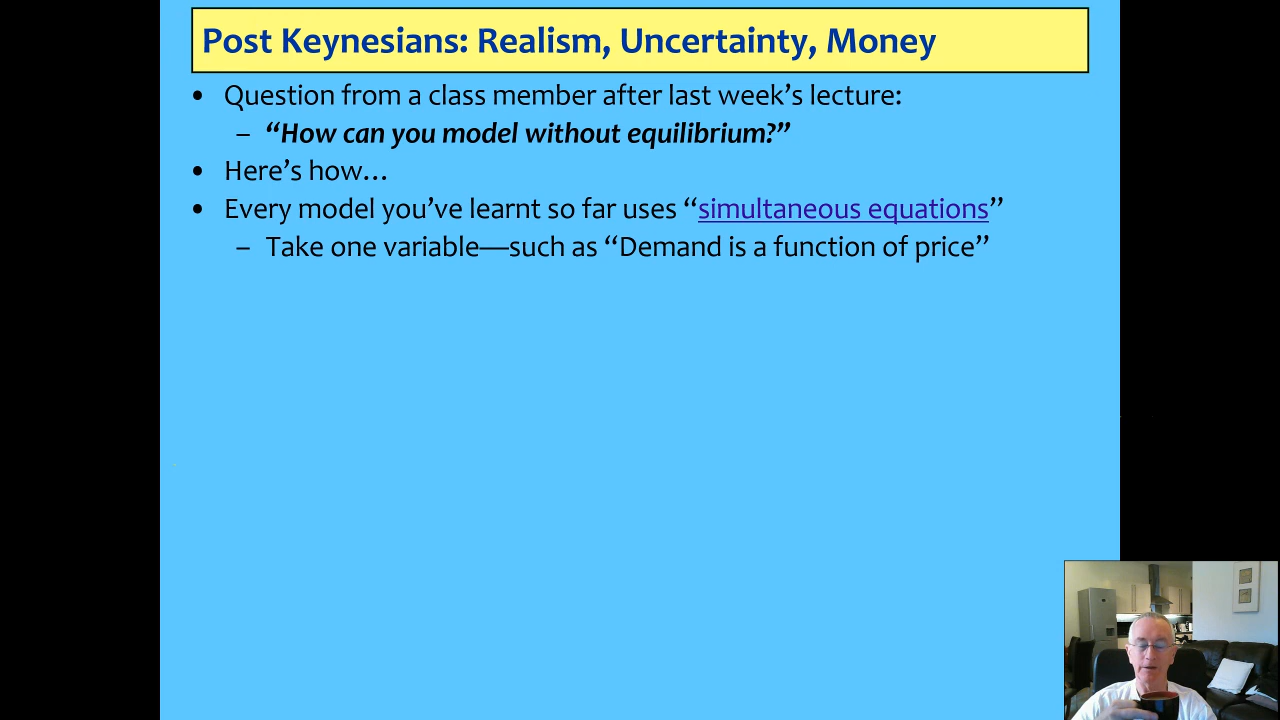 Post Keynesians: Realism, Uncertainty, Money
• Question from a class member after last week’s lecture:
– “How can you model without equilibrium?”
• Here’s how…
• Every model you’ve learnt so far uses “simultaneous equations”
– Take one variable—such as “Demand is a function of price”